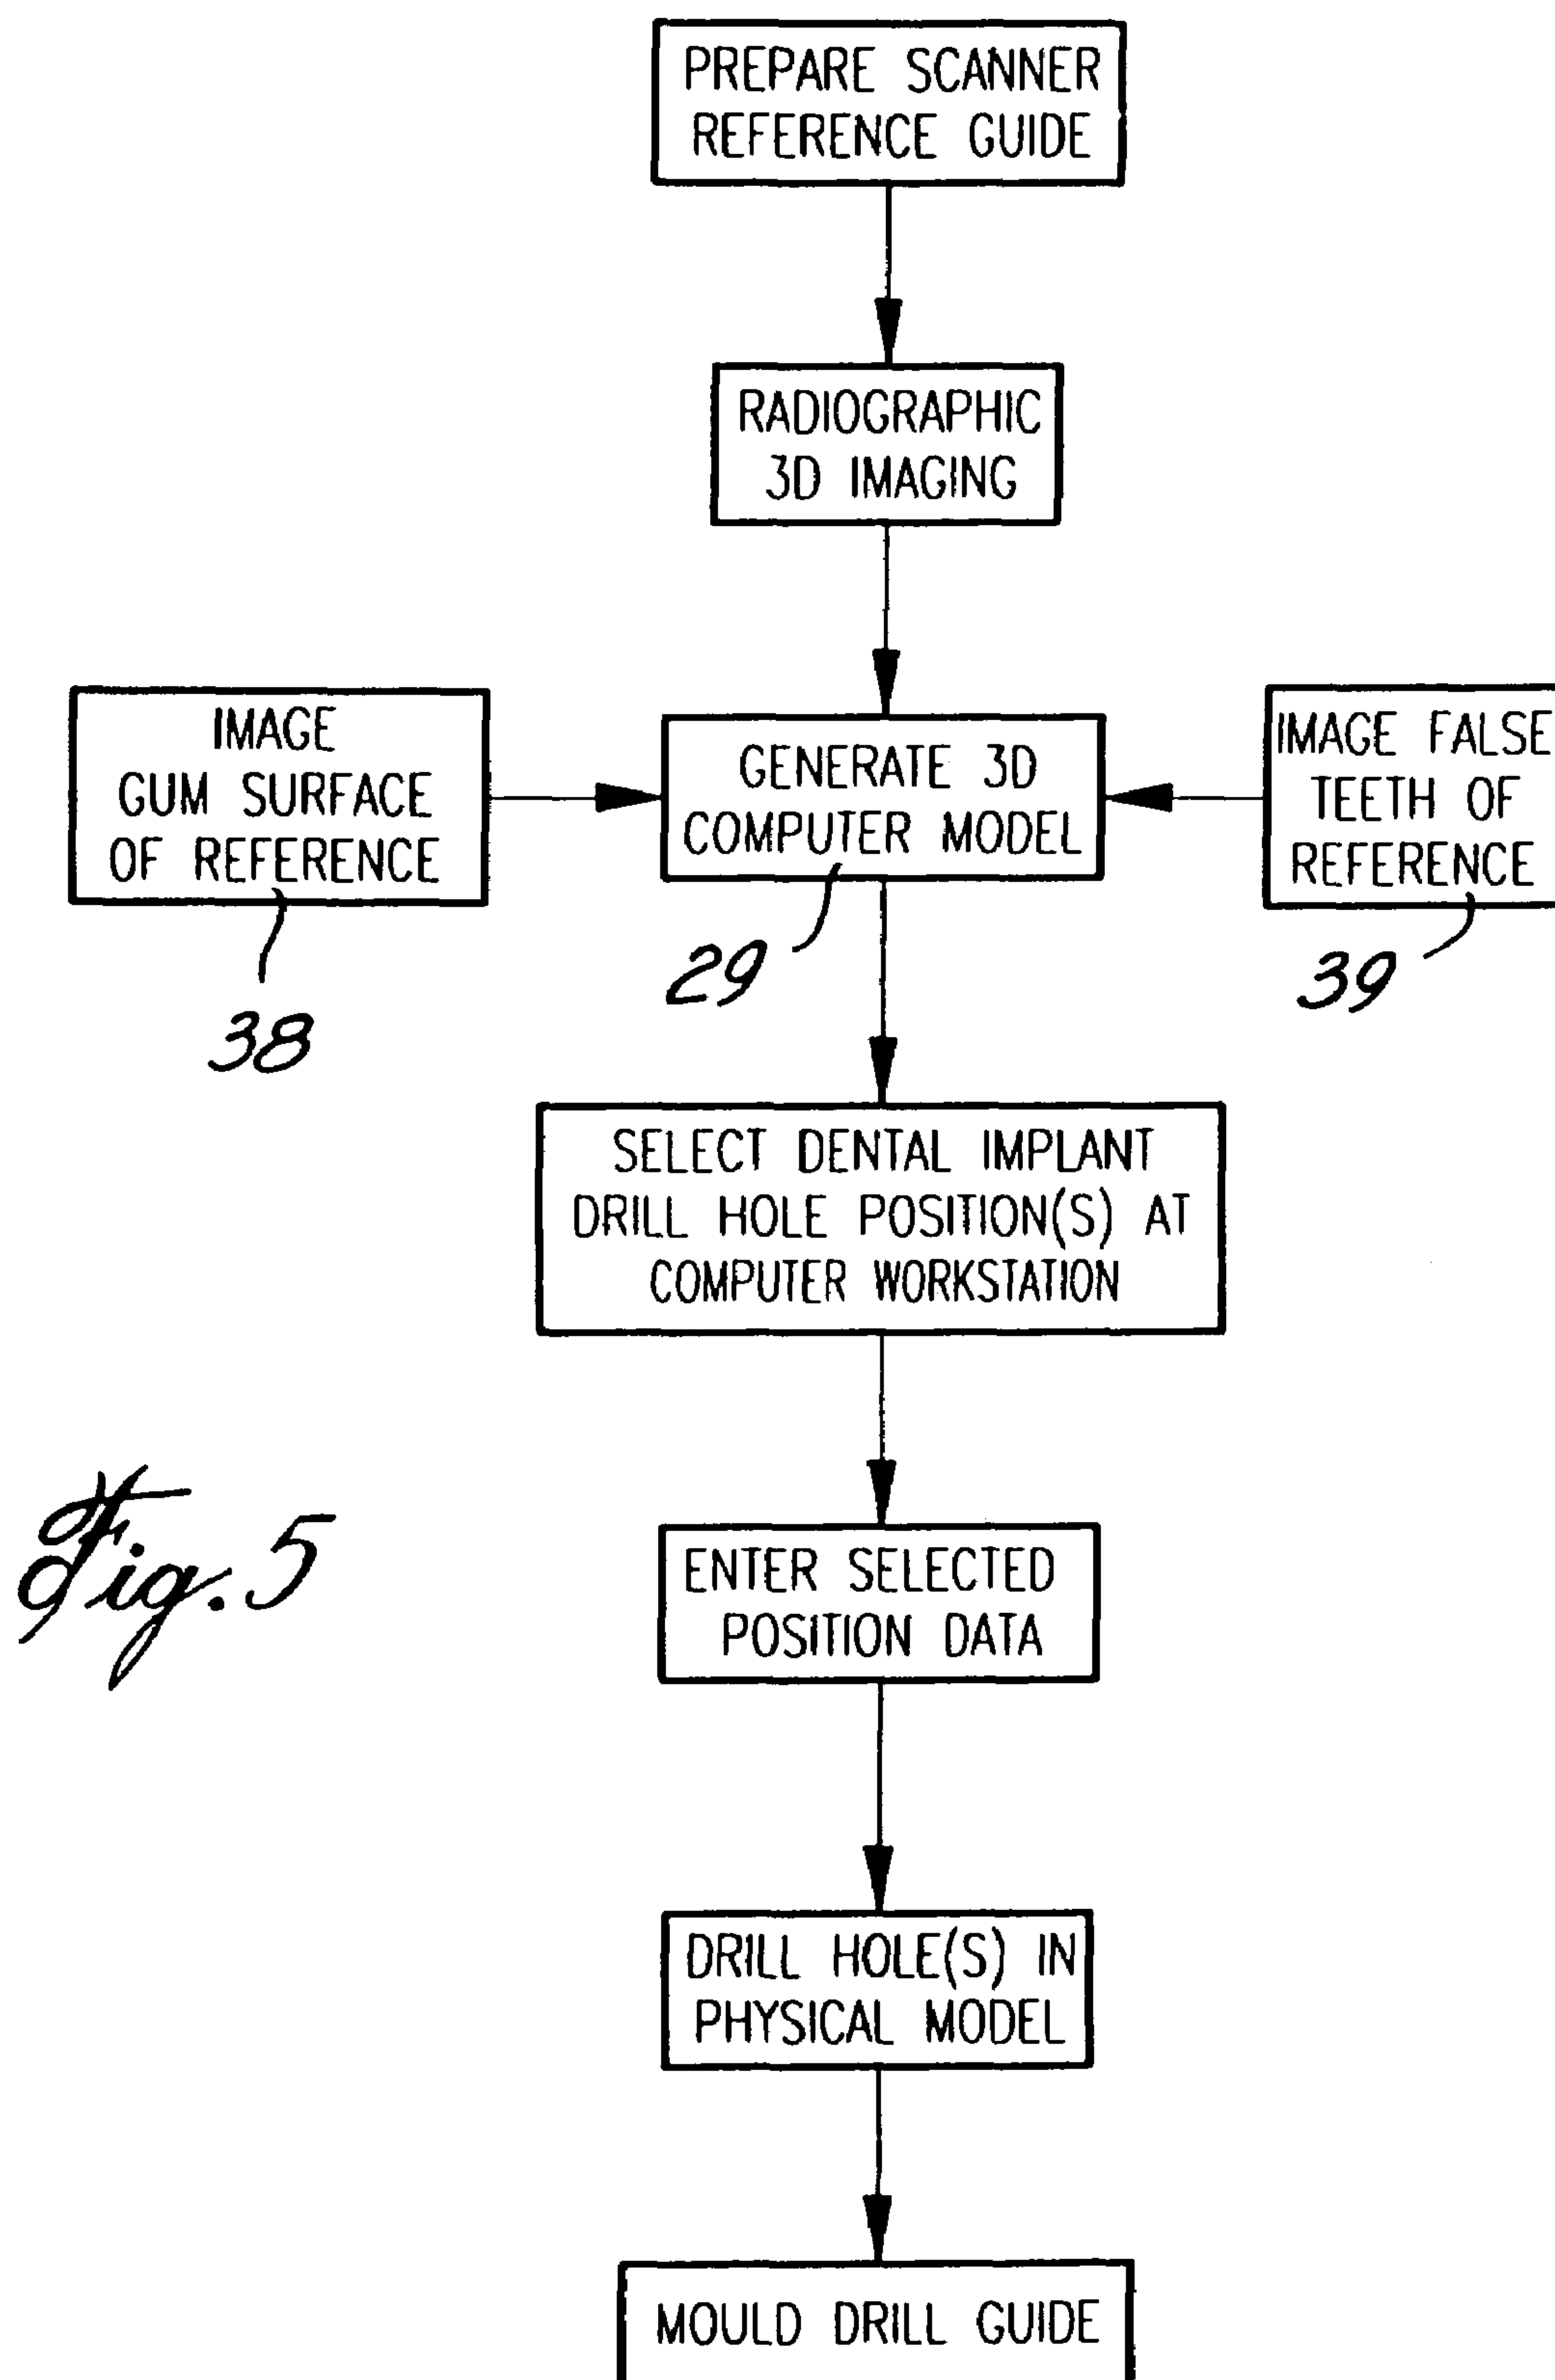 PREPARE SCANNER
REFERENCE GUIDE
RADIOGRAPHIC
3D IMAGING
IMAGE
GUM SURFACE
OF REFERENCE
38
GENERATE 3D
COMPUTER MODEL
29
IMAGE FALSE
TEETH OF
REFERENCE
39
SELECT DENTAL IMPLANT
DRILL HOLE POSITION(S) AT
COMPUTER WORKSTATION
Fig. 5
ENTER SELECTED
POSITION DATA
DRILL HOLE(S) IN
PHYSICAL MODEL
MOULD DRILL GUIDE